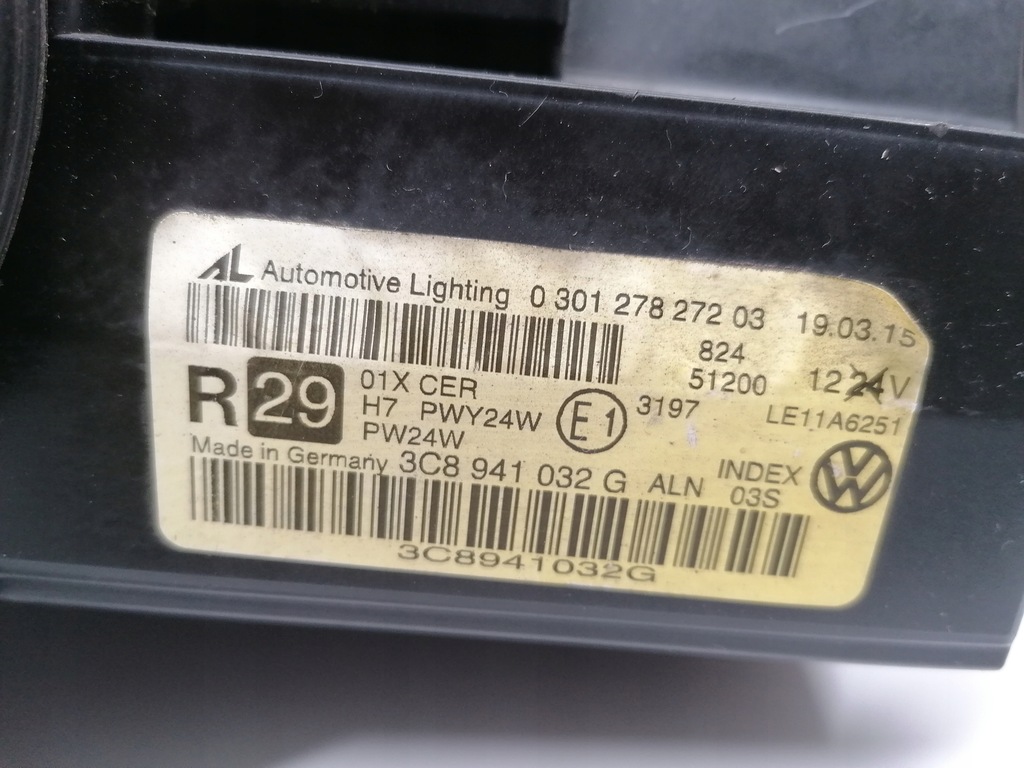 AL Automotive Lighting 0 301 278 272 03 19.03.15
824
51200 12 24V
R 29 01X CER
H7 PWY24W E1 3197 LE11A6251
PW24W
Made in Germany 3C8 941 032 G ALN INDEX 03S VW
3C8941032G